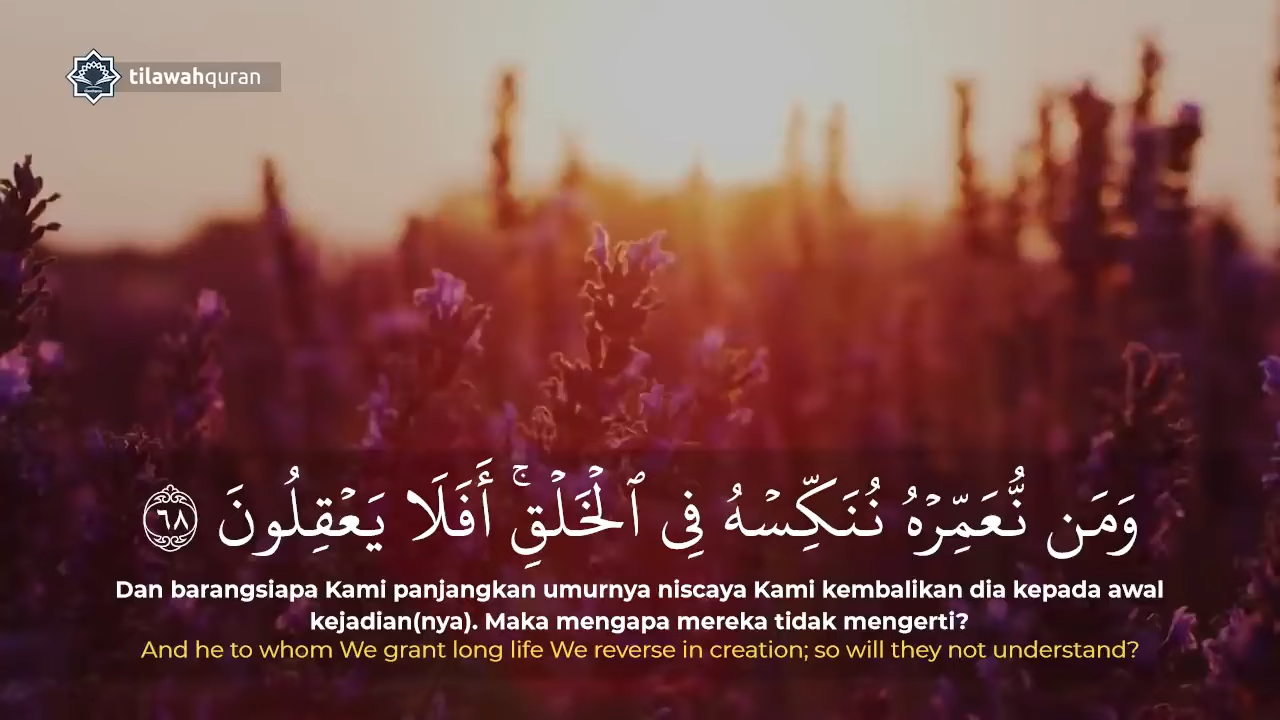 tilawahquran
وَمَن نُّعَمِّرْهُ نُنَكِّسْهُ فِى ٱلْخَلْقِ ۚ أَفَلَا يَعْقِلُونَ ٦٨
Dan barangsiapa Kami panjangkan umurnya niscaya Kami kembalikan dia kepada awal
kejadian(nya). Maka mengapa mereka tidak mengerti?
And he to whom We grant long life We reverse in creation; so will they not understand?